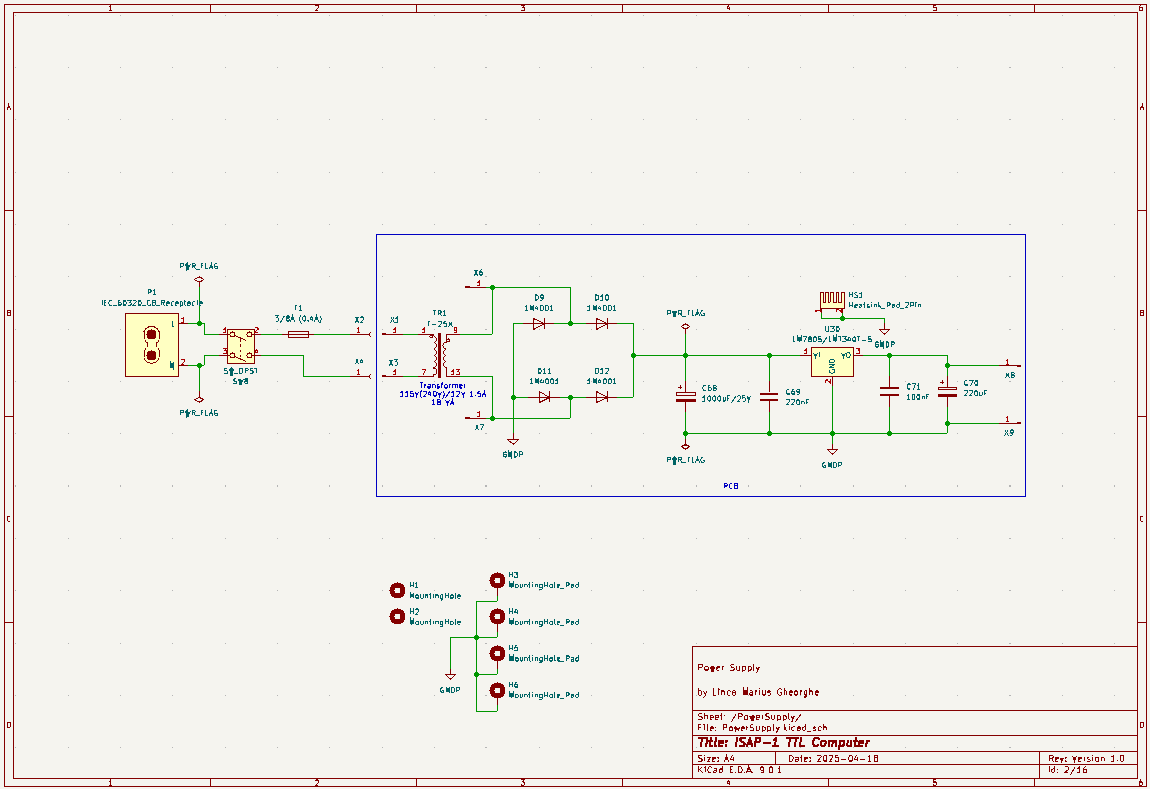 1 2 3 4 5 6
A A
B B
C C
D D
PWR_FLAG
P1
IEC_60320_C8_Receptacle
L 1
N 2
PWR_FLAG
1 2
3 4
SW_DPST
SW8
F1
3/8A (0.4A)
X2
1
X4
1
X1
1
X3
1
TR1
T-25X
1 9
7 13
Transformer
115V(240V)/12V 1.5A
18 VA
X6
1
1
X7
D9
1N4001
D10
1N4001
D11
1N4001
D12
1N4001
GNDP
PWR_FLAG
C68
1000uF/25V
PWR_FLAG
C69
220nF
HS1
Heatsink_Pad_2Pin
GNDP
U30
LM7805/LM340T-5
1 VI VO 3
GND
2
GNDP
C71
100nF
C70
220uF
1
X8
1
X9
PCB
H1
MountingHole
H2
MountingHole
H3
MountingHole_Pad
H4
MountingHole_Pad
H5
MountingHole_Pad
H6
MountingHole_Pad
GNDP
Power Supply
by Lince Marius Gheorghe
Sheet: /PowerSupply/
File: PowerSupply.kicad_sch
Title: ISAP-1 TTL Computer
Size: A4 Date: 2025-04-18 Rev: Version 1.0
KiCad E.D.A. 9.0.1 Id: 2/16
1 2 3 4 5 6